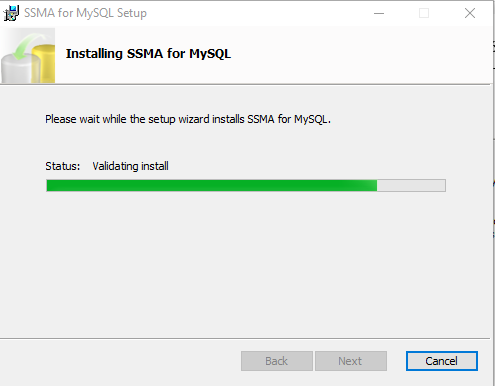 SSMA for MySQL Setup
Installing SSMA for MySQL
Please wait while the setup wizard installs SSMA for MySQL.
Status: Validating install
Back Next Cancel